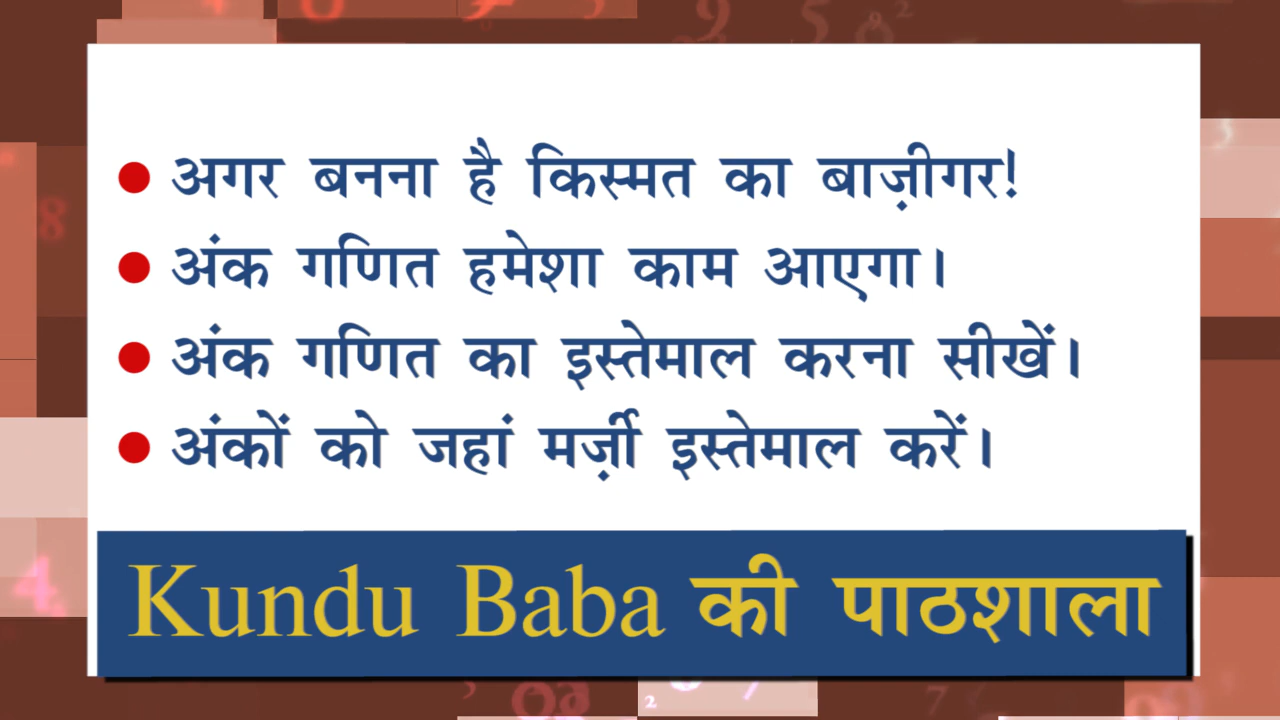 • अगर बनना है किस्मत का बाज़ीगर!
• अंक गणित हमेशा काम आएगा।
• अंक गणित का इस्तेमाल करना सीखें।
• अंकों को जहां मर्ज़ी इस्तेमाल करें।
Kundu Baba की पाठशाला